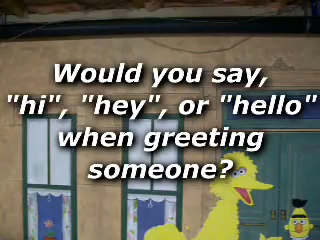 Would you say,
"hi", "hey", or "hello"
when greeting
someone?